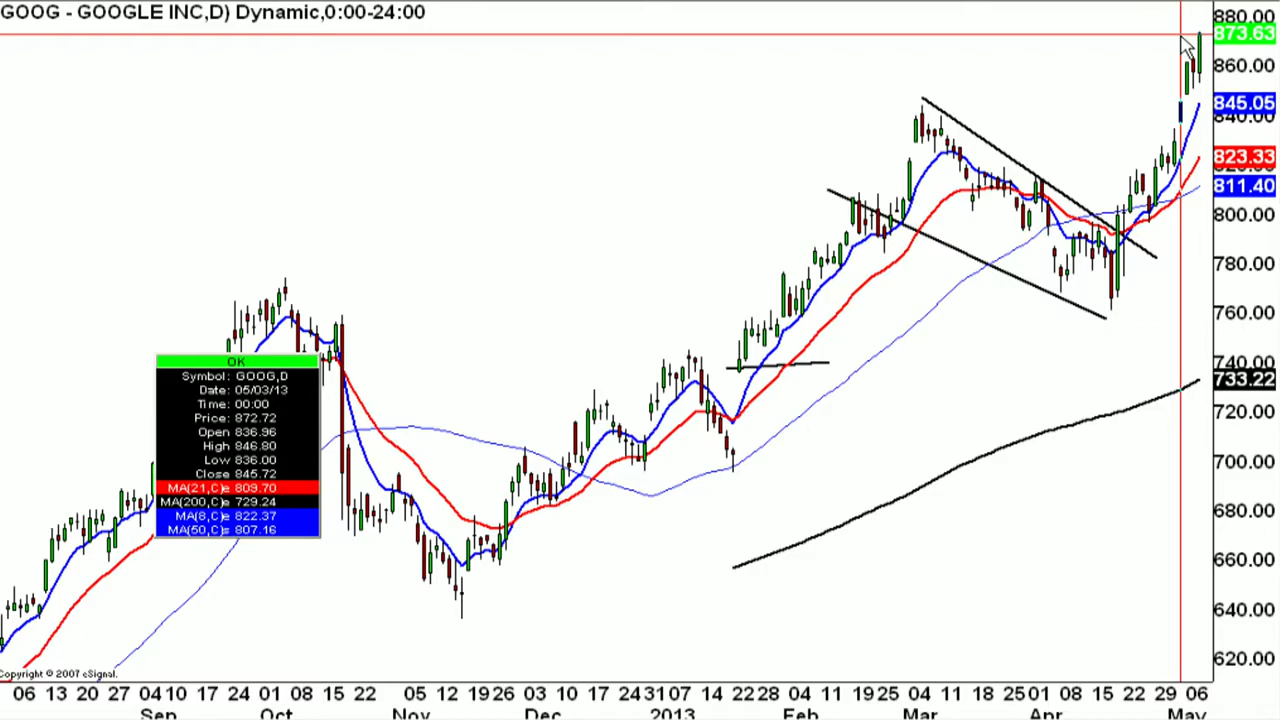 GOOG - GOOGLE INC,D) Dynamic,0:00-24:00
880.00
873.63
860.00
845.05
840.00
823.33
811.40
800.00
780.00
760.00
740.00
733.22
720.00
700.00
680.00
660.00
640.00
620.00
OK
Symbol: GOOG,D
Date: 05/03/13
Time: 00:00
Price: 872.72
Open 836.96
High 846.80
Low 836.00
Close 845.72
MA(21,C)= 809.70
MA(200,C)= 729.24
MA(8,C)= 822.37
MA(50,C)= 807.16
Copyright © 2007 eSignal.
06 13 20 27 04 10 17 24 01 08 15 22 05 12 19 26 03 10 17 24 31 07 14 22 28 04 11 19 25 04 11 18 25 01 08 15 22 29 06
Sep Oct Nov Dec 2013 Feb Mar Apr May